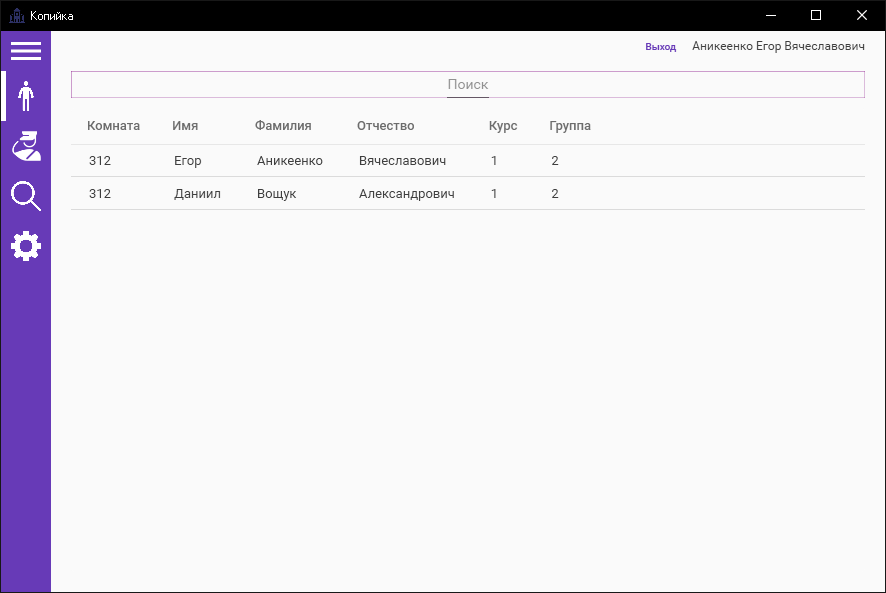 Копийка
Выход Аникеенко Егор Вячеславович
Поиск
Комната Имя Фамилия Отчество Курс Группа
312 Егор Аникеенко Вячеславович 1 2
312 Даниил Вощук Александрович 1 2